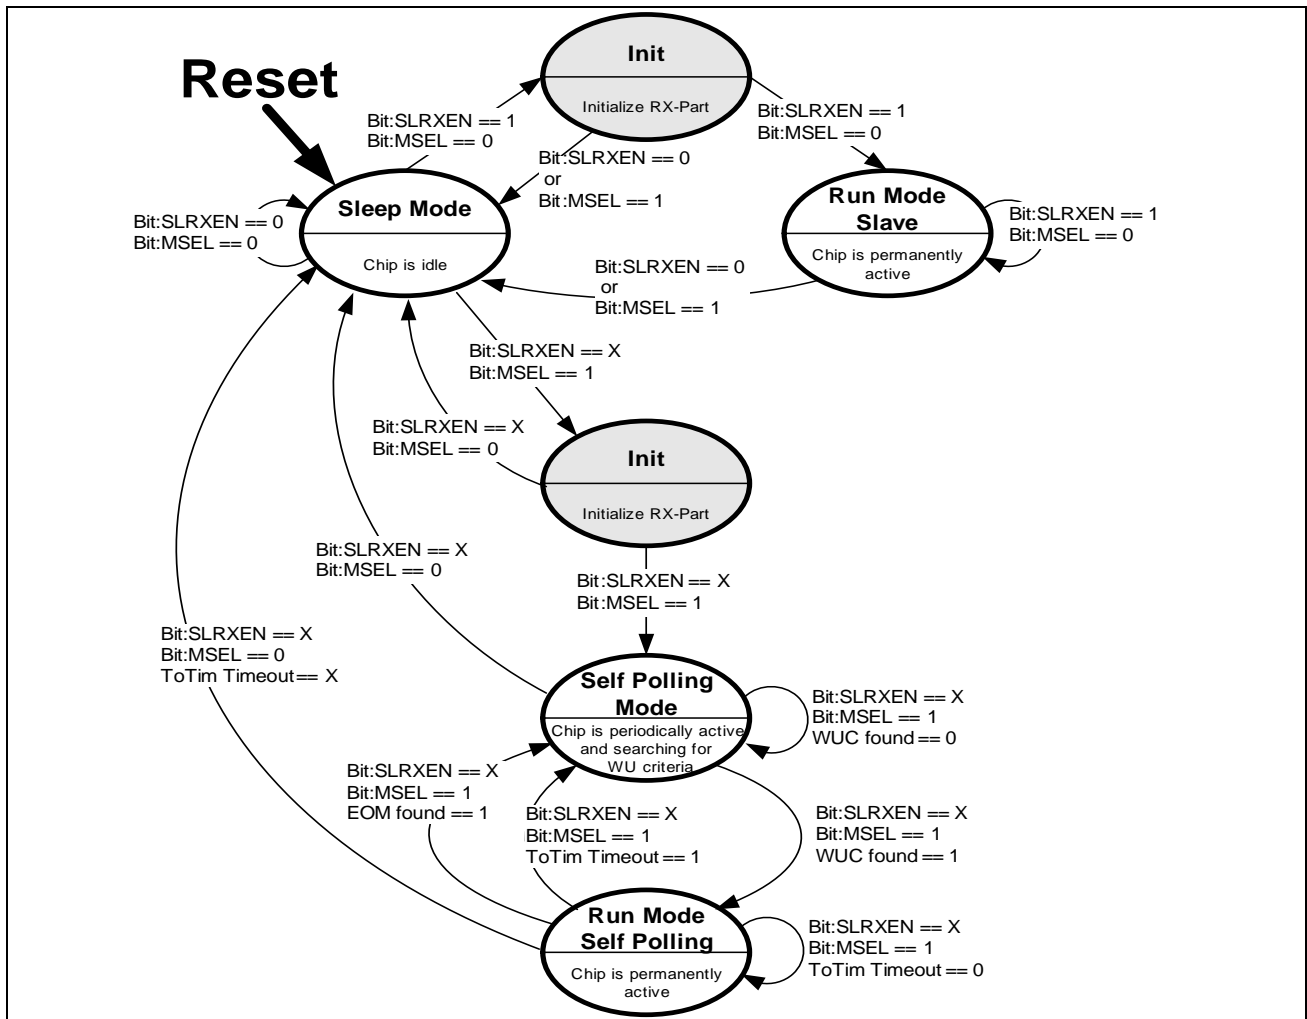 Init
Initialize RX-Part
Reset
Bit:SLRXEN == 1
Bit:MSEL == 0
Bit:SLRXEN == 1
Bit:MSEL == 0
Bit:SLRXEN == 0
or
Bit:MSEL == 1
Sleep Mode
Chip is idle
Bit:SLRXEN == 0
Bit:MSEL == 0
Run Mode
Slave
Chip is permanently
active
Bit:SLRXEN == 1
Bit:MSEL == 0
Bit:SLRXEN == 0
or
Bit:MSEL == 1
Bit:SLRXEN == X
Bit:MSEL == 1
Bit:SLRXEN == X
Bit:MSEL == 0
Init
Initialize RX-Part
Bit:SLRXEN == X
Bit:MSEL == 0
Bit:SLRXEN == X
Bit:MSEL == 1
Bit:SLRXEN == X
Bit:MSEL == 0
ToTim Timeout == X
Self Polling
Mode
Chip is periodically active
and searching for
WU criteria
Bit:SLRXEN == X
Bit:MSEL == 1
WUC found == 0
Bit:SLRXEN == X
Bit:MSEL == 1
EOM found == 1
Bit:SLRXEN == X
Bit:MSEL == 1
ToTim Timeout == 1
Bit:SLRXEN == X
Bit:MSEL == 1
WUC found == 1
Run Mode
Self Polling
Chip is permanently
active
Bit:SLRXEN == X
Bit:MSEL == 1
ToTim Timeout == 0